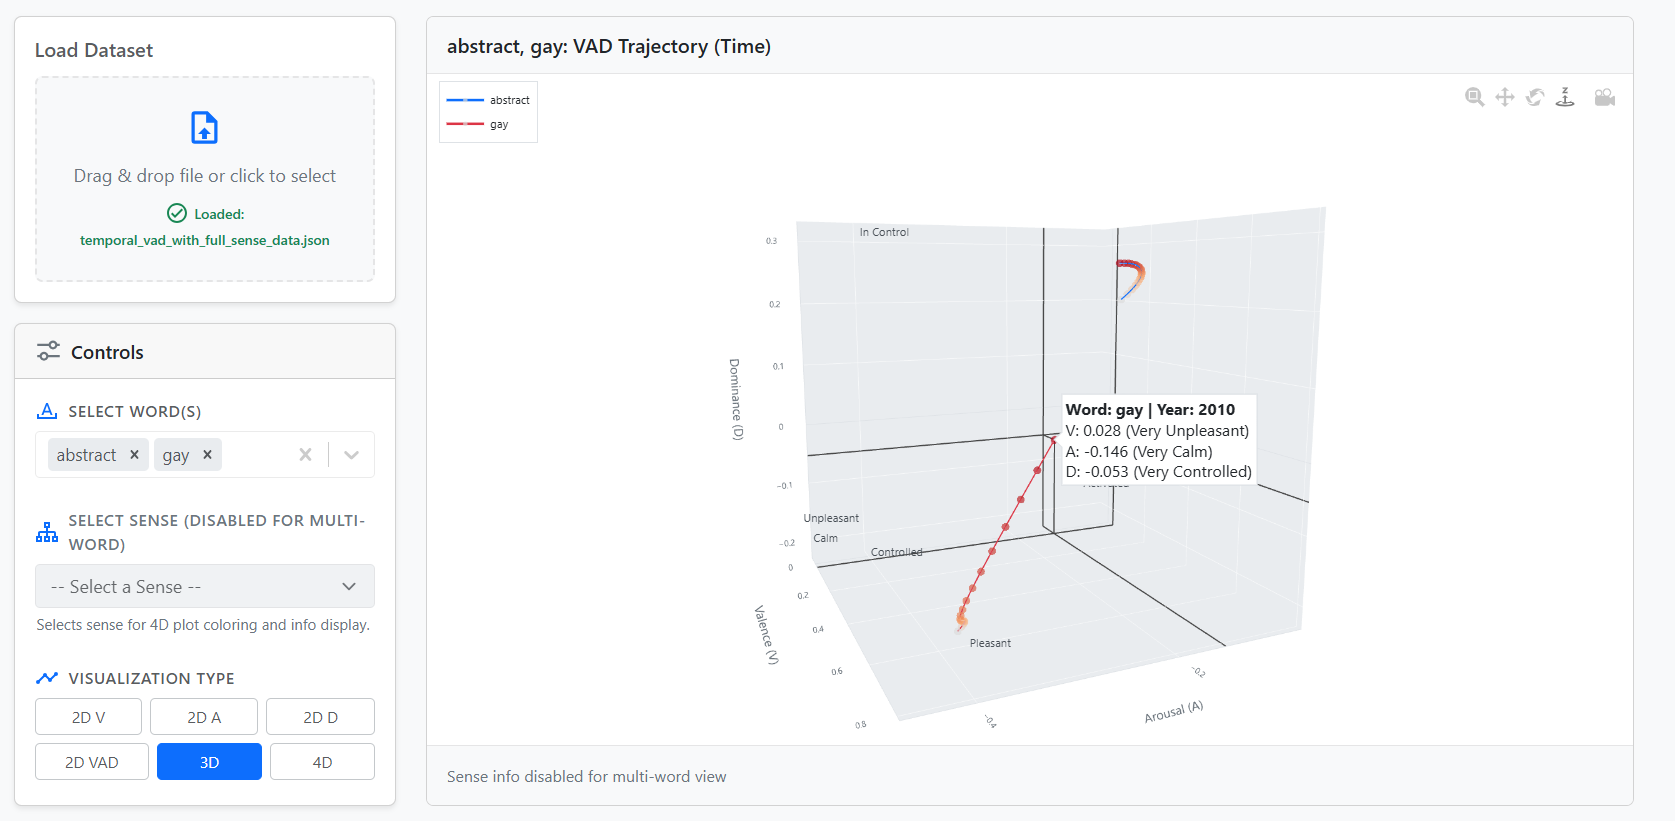 Load Dataset
Drag & drop file or click to select
Loaded:
temporal_vad_with_full_sense_data.json
Controls
SELECT WORD(S)
abstract ×
gay ×
SELECT SENSE (DISABLED FOR MULTI-
WORD)
-- Select a Sense --
Selects sense for 4D plot coloring and info display.
VISUALIZATION TYPE
2D V
2D A
2D D
2D VAD
3D
4D
abstract, gay: VAD Trajectory (Time)
abstract
gay
Z
In Control
0.3
0.2
0.1
0
−0.1
−0.2
Dominance (D)
Word: gay | Year: 2010
V: 0.028 (Very Unpleasant)
A: -0.146 (Very Calm)
D: -0.053 (Very Controlled)
Unpleasant
Calm
Controlled
Pleasant
0
0.2
0.4
0.6
0.8
Valence (V)
−0.4
−0.2
Arousal (A)
Sense info disabled for multi-word view